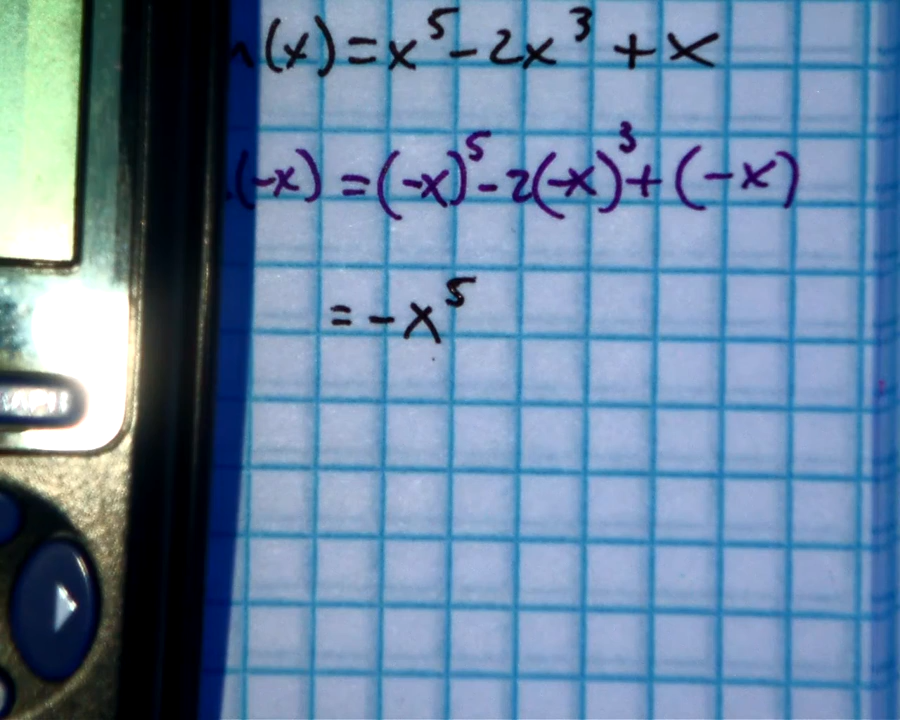 (x) = x⁵ - 2x³ + x
(-x) = (-x)⁵ - 2(-x)³ + (-x)
= -x⁵